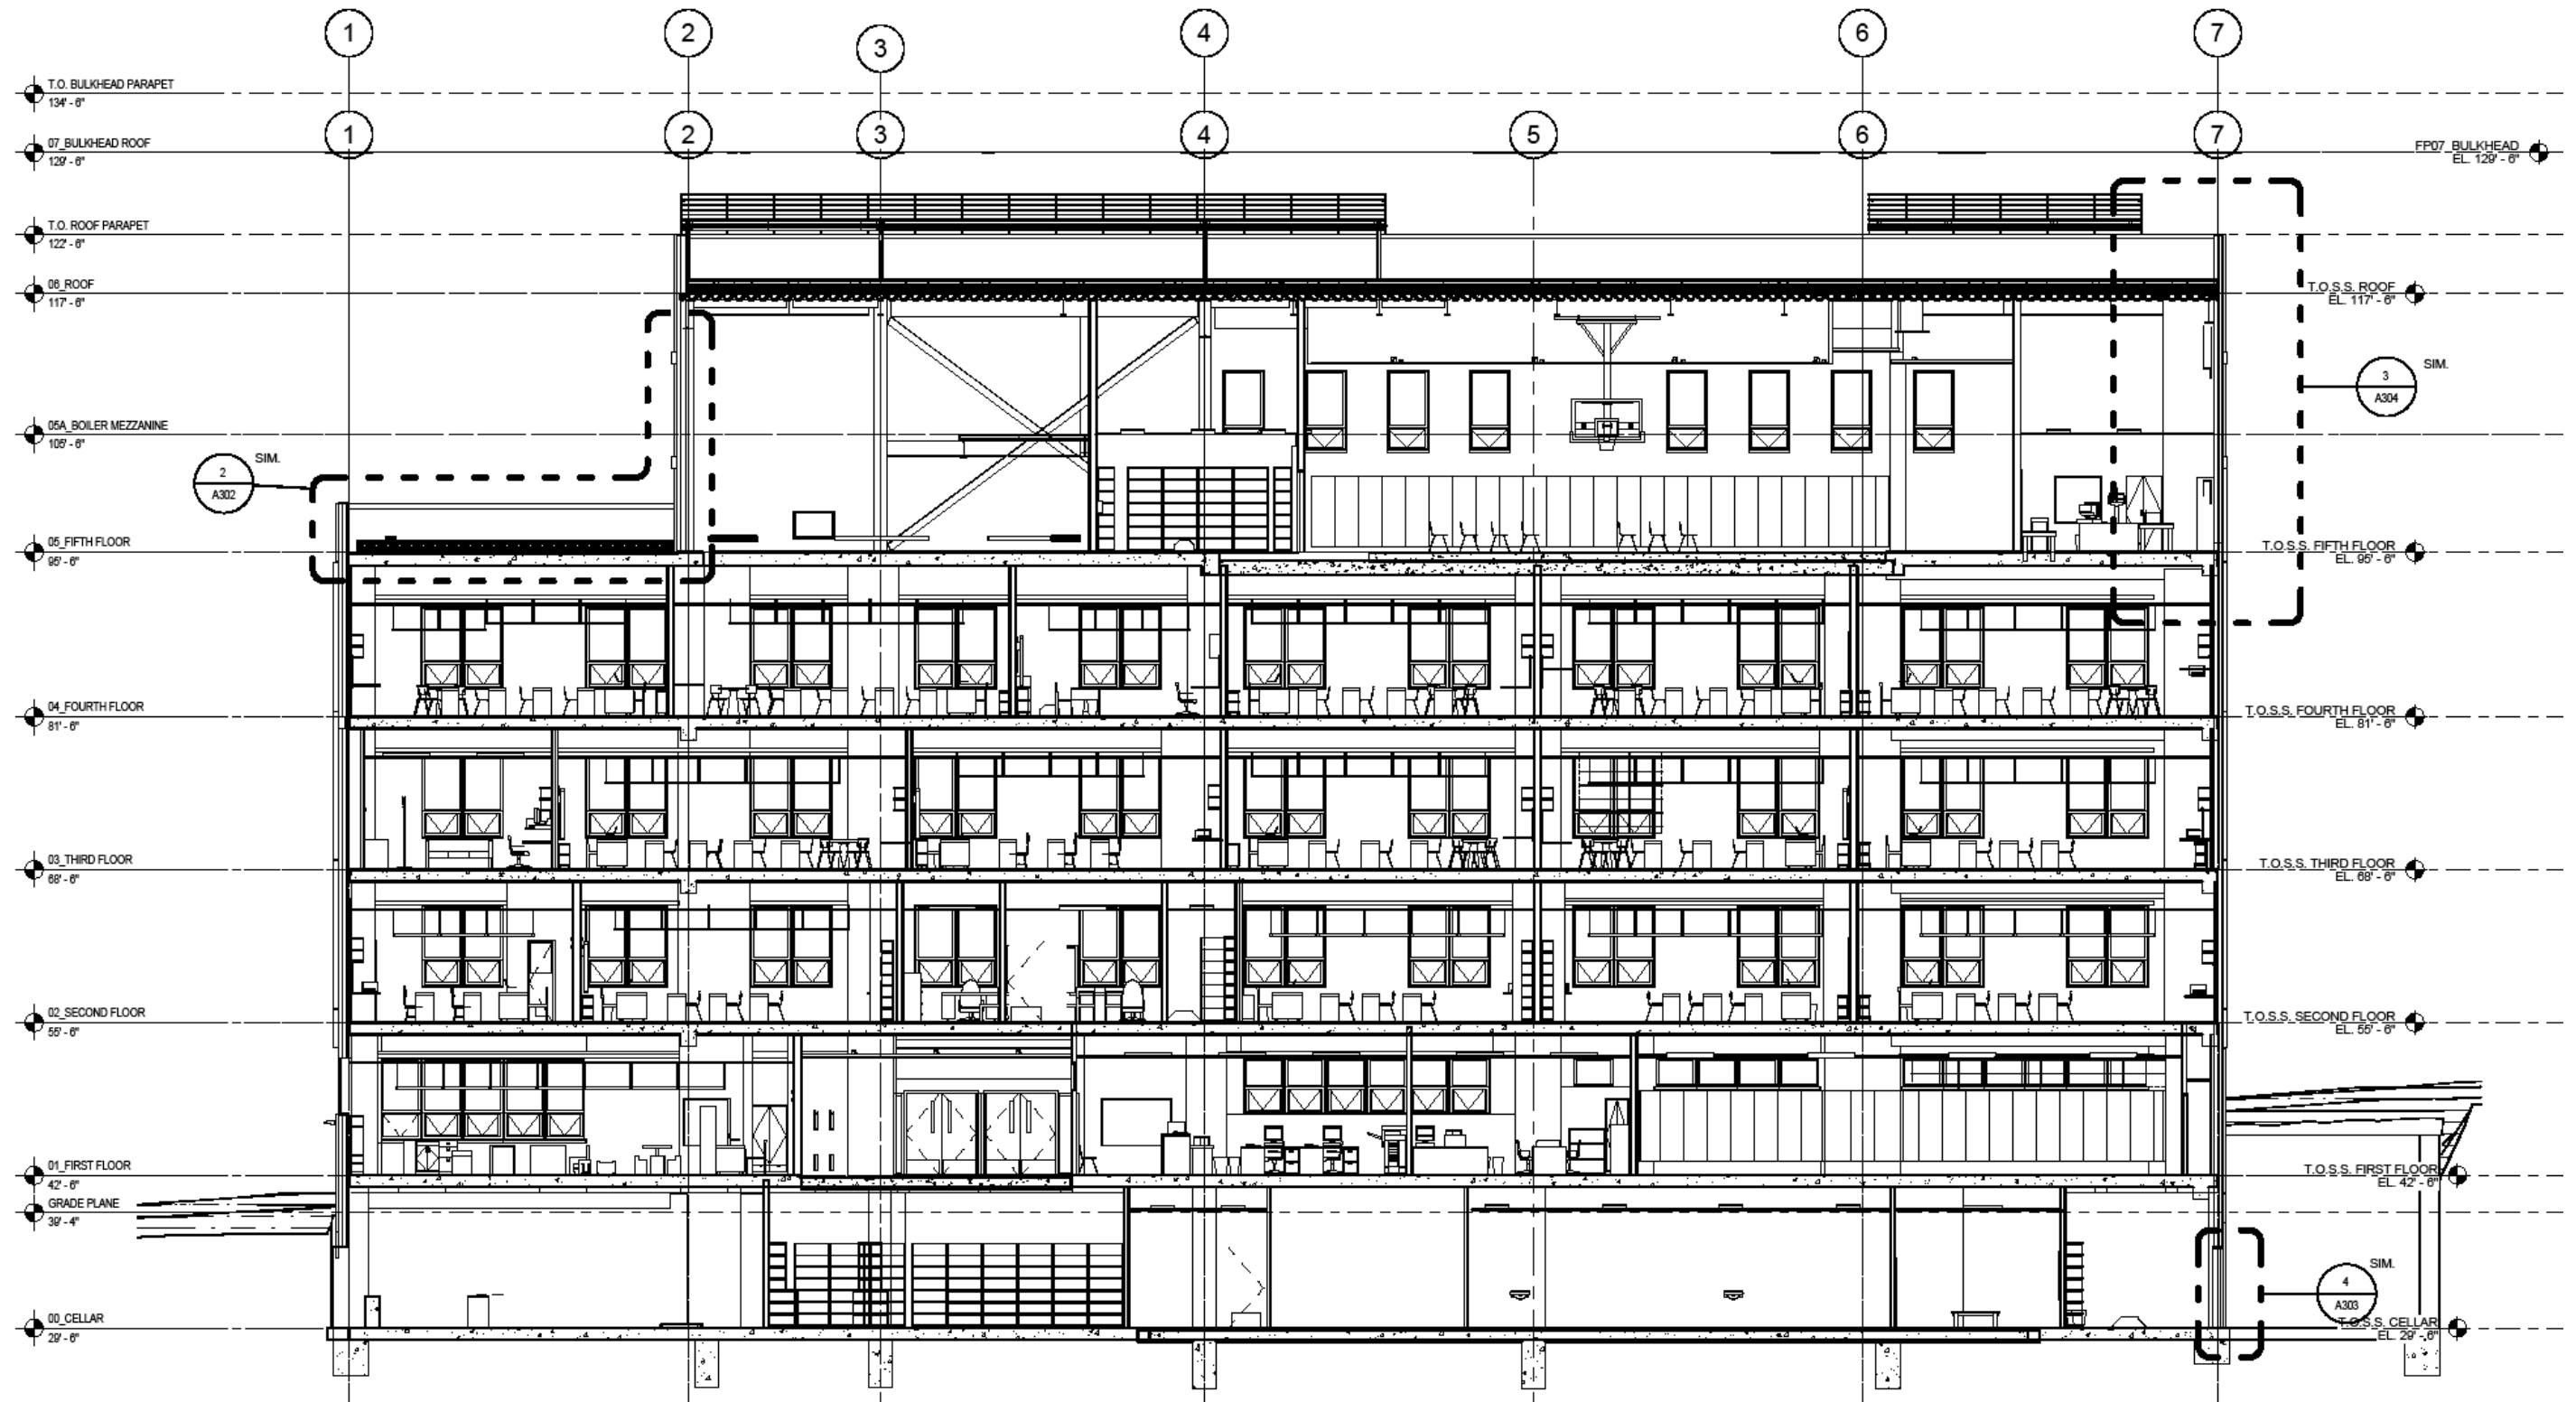 1
2
3
4
6
7
T.O. BULKHEAD PARAPET
134' - 6"
1
2
3
4
5
6
7
07_BULKHEAD ROOF
129' - 6"
FP07_BULKHEAD
EL. 129' - 6"
T.O. ROOF PARAPET
122' - 6"
06_ROOF
117' - 6"
T.O.S.S. ROOF
EL. 117' - 6"
3
A304
SIM.
05A_BOILER MEZZANINE
105' - 6"
2
A302
SIM.
05_FIFTH FLOOR
95' - 6"
T.O.S.S. FIFTH FLOOR
EL. 95' - 6"
04_FOURTH FLOOR
81' - 6"
T.O.S.S. FOURTH FLOOR
EL. 81' - 6"
03_THIRD FLOOR
68' - 6"
T.O.S.S. THIRD FLOOR
EL. 68' - 6"
02_SECOND FLOOR
55' - 6"
T.O.S.S. SECOND FLOOR
EL. 55' - 6"
01_FIRST FLOOR
42' - 6"
T.O.S.S. FIRST FLOOR
EL. 42' - 6"
GRADE PLANE
39' - 4"
4
A303
SIM.
00_CELLAR
29' - 6"
T.O.S.S. CELLAR
EL. 29' - 6"